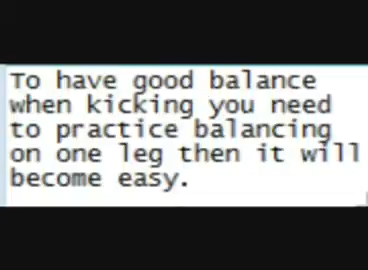 To have good balance
when kicking you need
to practice balancing
on one leg then it will
become easy.